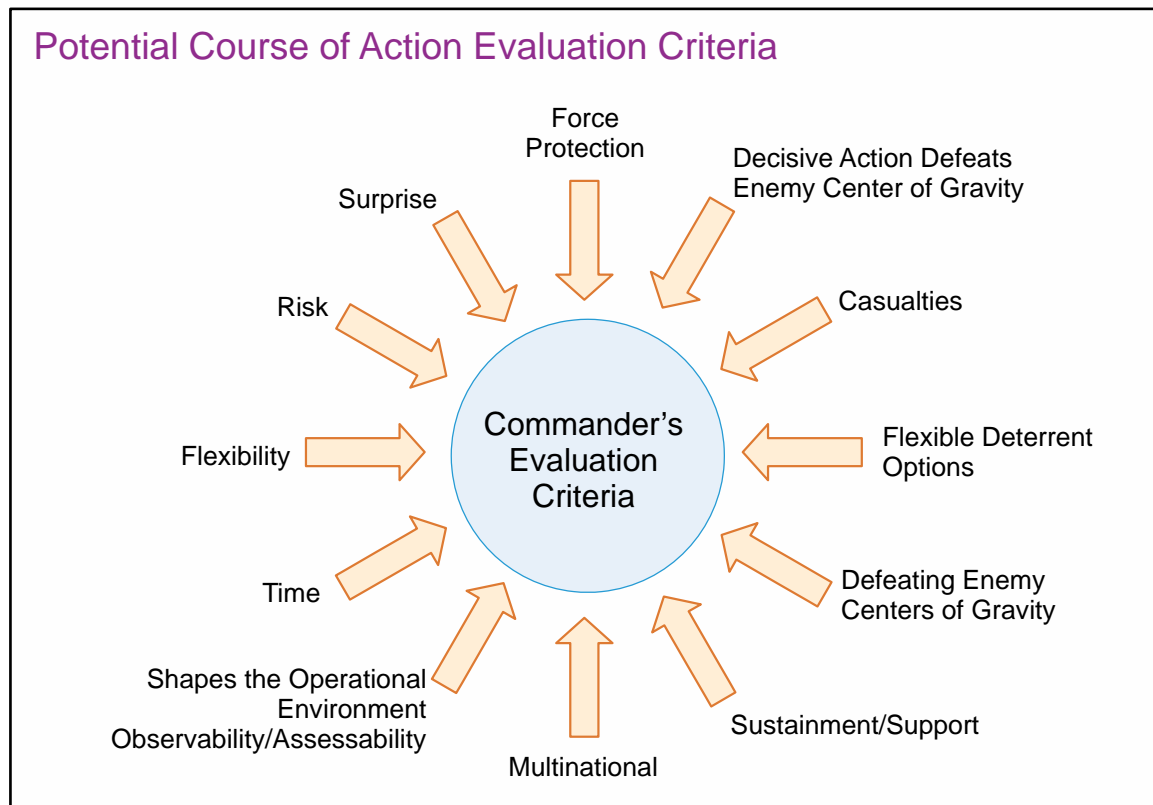 Potential Course of Action Evaluation Criteria
Force
Protection
Decisive Action Defeats
Enemy Center of Gravity
Surprise
Casualties
Risk
Commander’s
Evaluation
Criteria
Flexible Deterrent
Options
Flexibility
Defeating Enemy
Centers of Gravity
Time
Shapes the Operational
Environment
Observability/Assessability
Sustainment/Support
Multinational